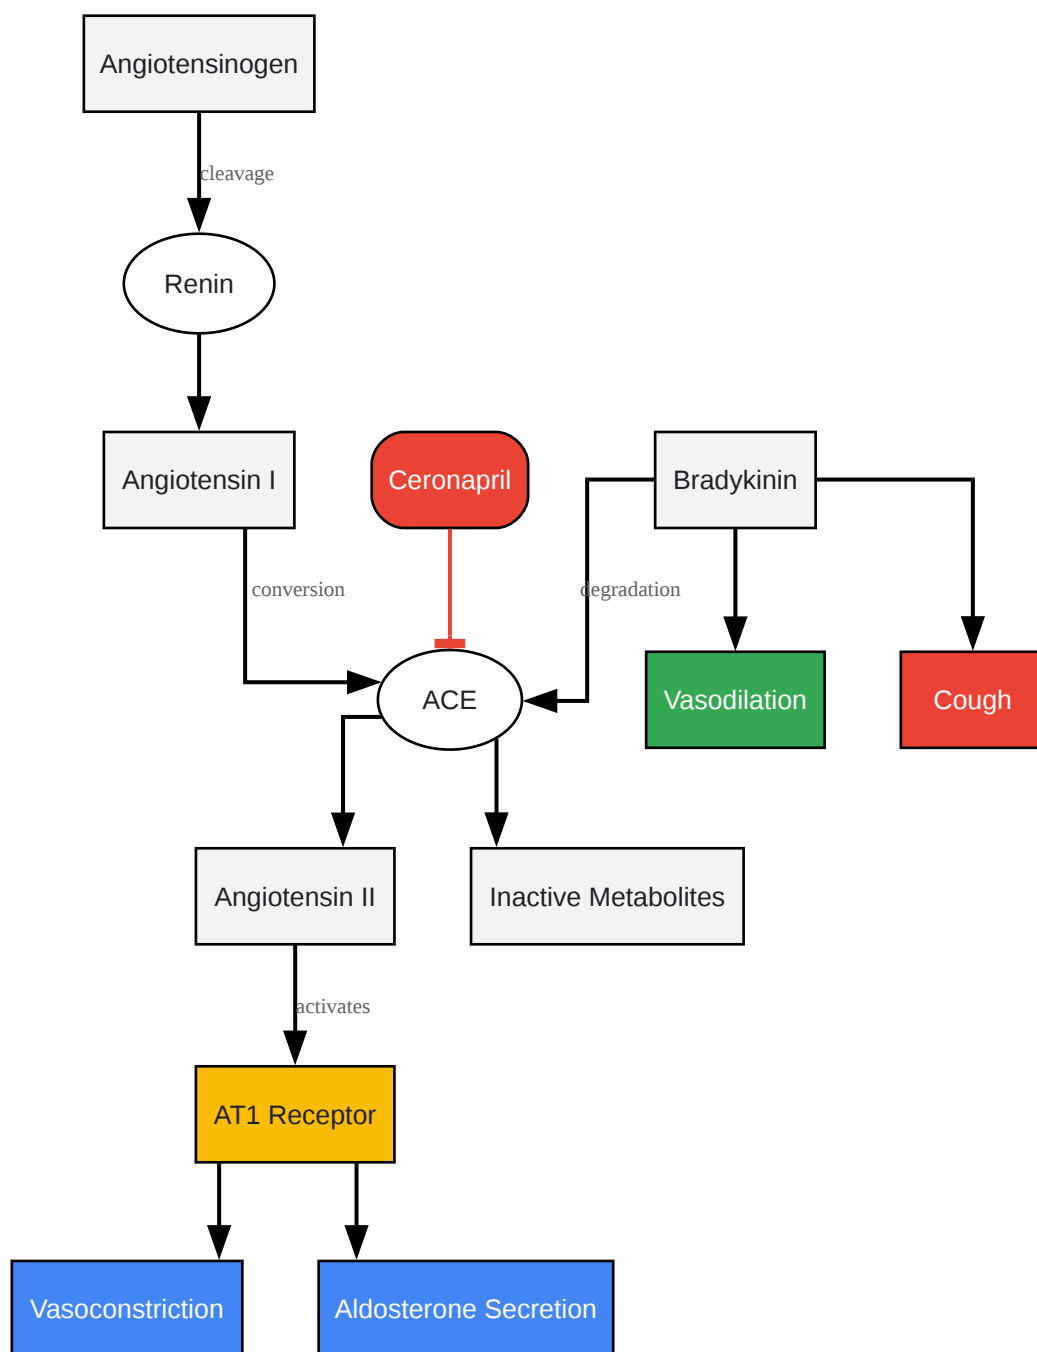 Angiotensinogen
cleavage
Renin
Angiotensin I
Ceronapril
Bradykinin
conversion
degradation
ACE
Vasodilation
Cough
Angiotensin II
Inactive Metabolites
activates
AT1 Receptor
Vasoconstriction
Aldosterone Secretion